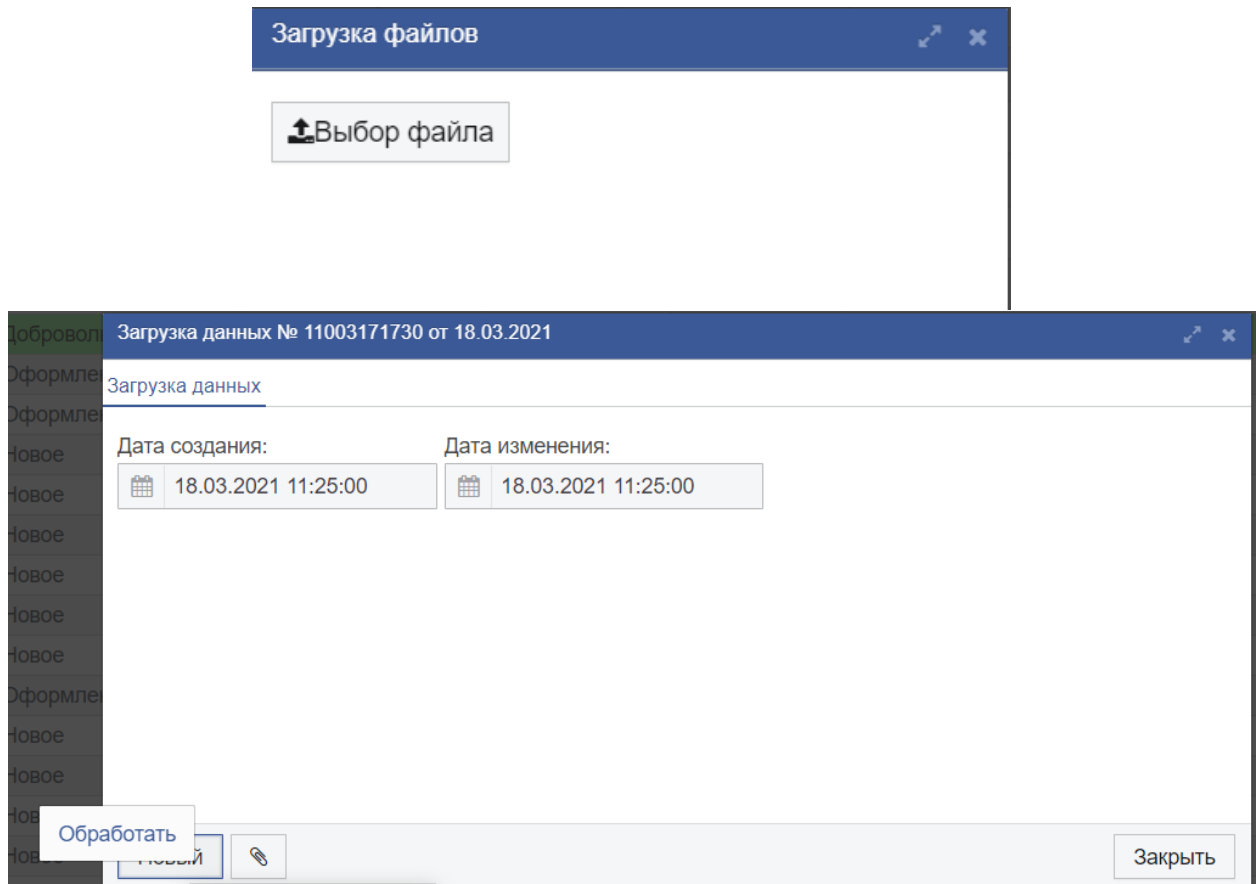 Загрузка файлов
Выбор файла
Загрузка данных № 11003171730 от 18.03.2021
Загрузка данных
Дата создания:
Дата изменения:
18.03.2021 11:25:00
18.03.2021 11:25:00
Новое
Новое
Новое
Новое
Новое
Новое
Новое
Новое
Обработать
Новый
Закрыть